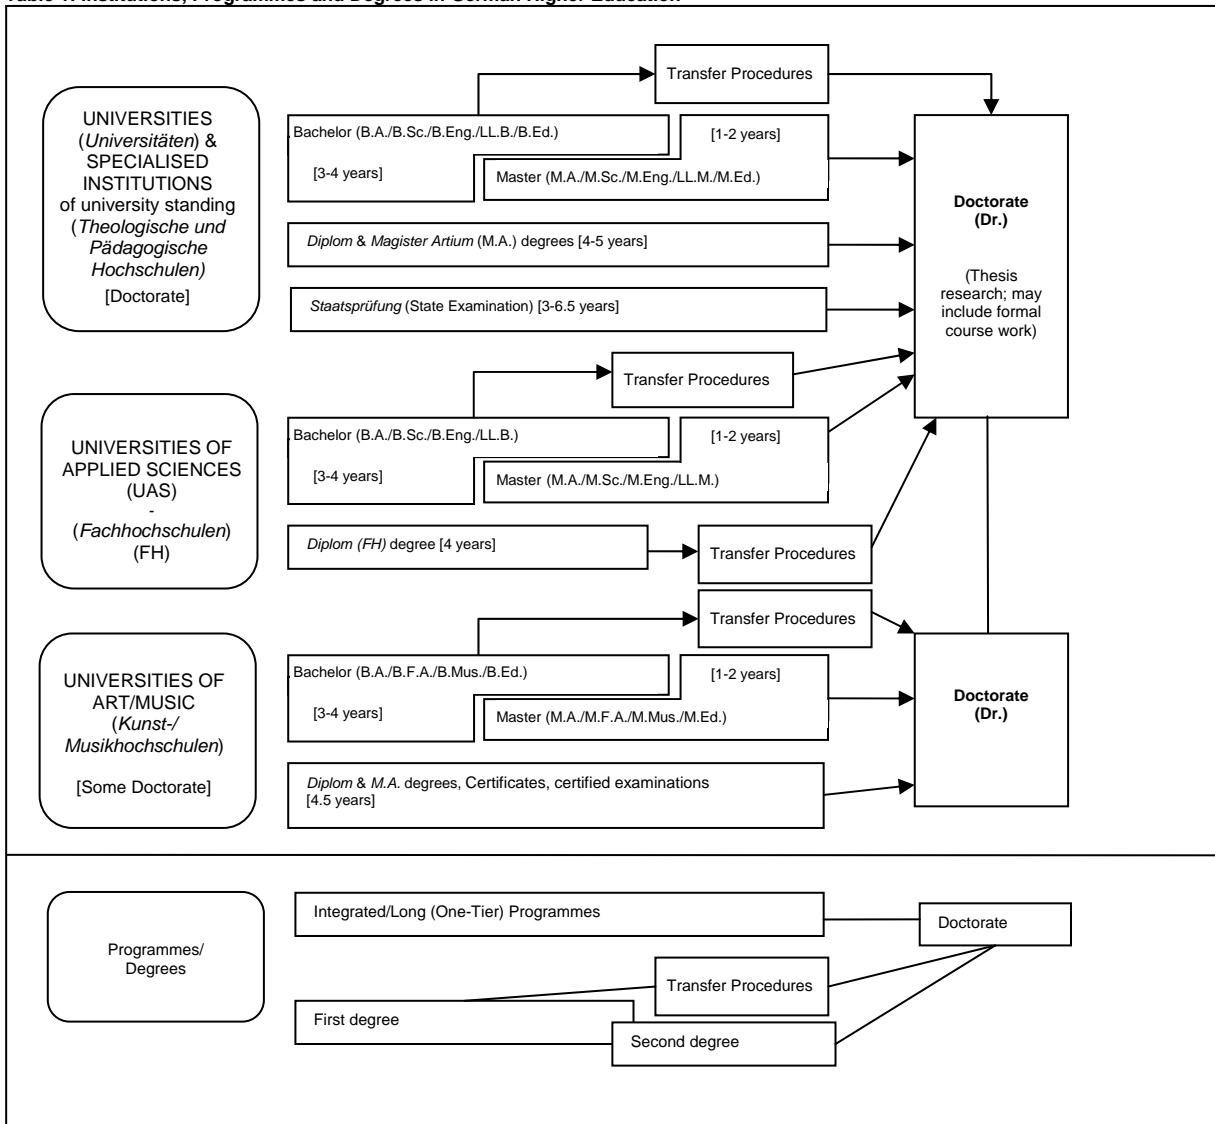 Table 1: Institutions, Programmes and Degrees in German Higher Education
Transfer Procedures
UNIVERSITIES
(Universitäten) &
SPECIALISED
INSTITUTIONS
of university standing
(Theologische und
Pädagogische
Hochschulen)
[Doctorate]
Bachelor (B.A./B.Sc./B.Eng./LL.B./B.Ed.)
[1-2 years]
[3-4 years]
Master (M.A./M.Sc./M.Eng./LL.M./M.Ed.)
Diplom & Magister Artium (M.A.) degrees [4-5 years]
Staatsprüfung (State Examination) [3-6.5 years]
Doctorate
(Dr.)
(Thesis
research; may
include formal
course work)
Transfer Procedures
UNIVERSITIES OF
APPLIED SCIENCES
(UAS)
-
(Fachhochschulen)
(FH)
Bachelor (B.A./B.Sc./B.Eng./LL.B.)
[1-2 years]
[3-4 years]
Master (M.A./M.Sc./M.Eng./LL.M.)
Diplom (FH) degree [4 years]
Transfer Procedures
Transfer Procedures
UNIVERSITIES OF
ART/MUSIC
(Kunst-/
Musikhochschulen)
[Some Doctorate]
Bachelor (B.A./B.F.A./B.Mus./B.Ed.)
[1-2 years]
[3-4 years]
Master (M.A./M.F.A./M.Mus./M.Ed.)
Diplom & M.A. degrees, Certificates, certified examinations
[4.5 years]
Doctorate
(Dr.)
Programmes/
Degrees
Integrated/Long (One-Tier) Programmes
Doctorate
Transfer Procedures
First degree
Second degree